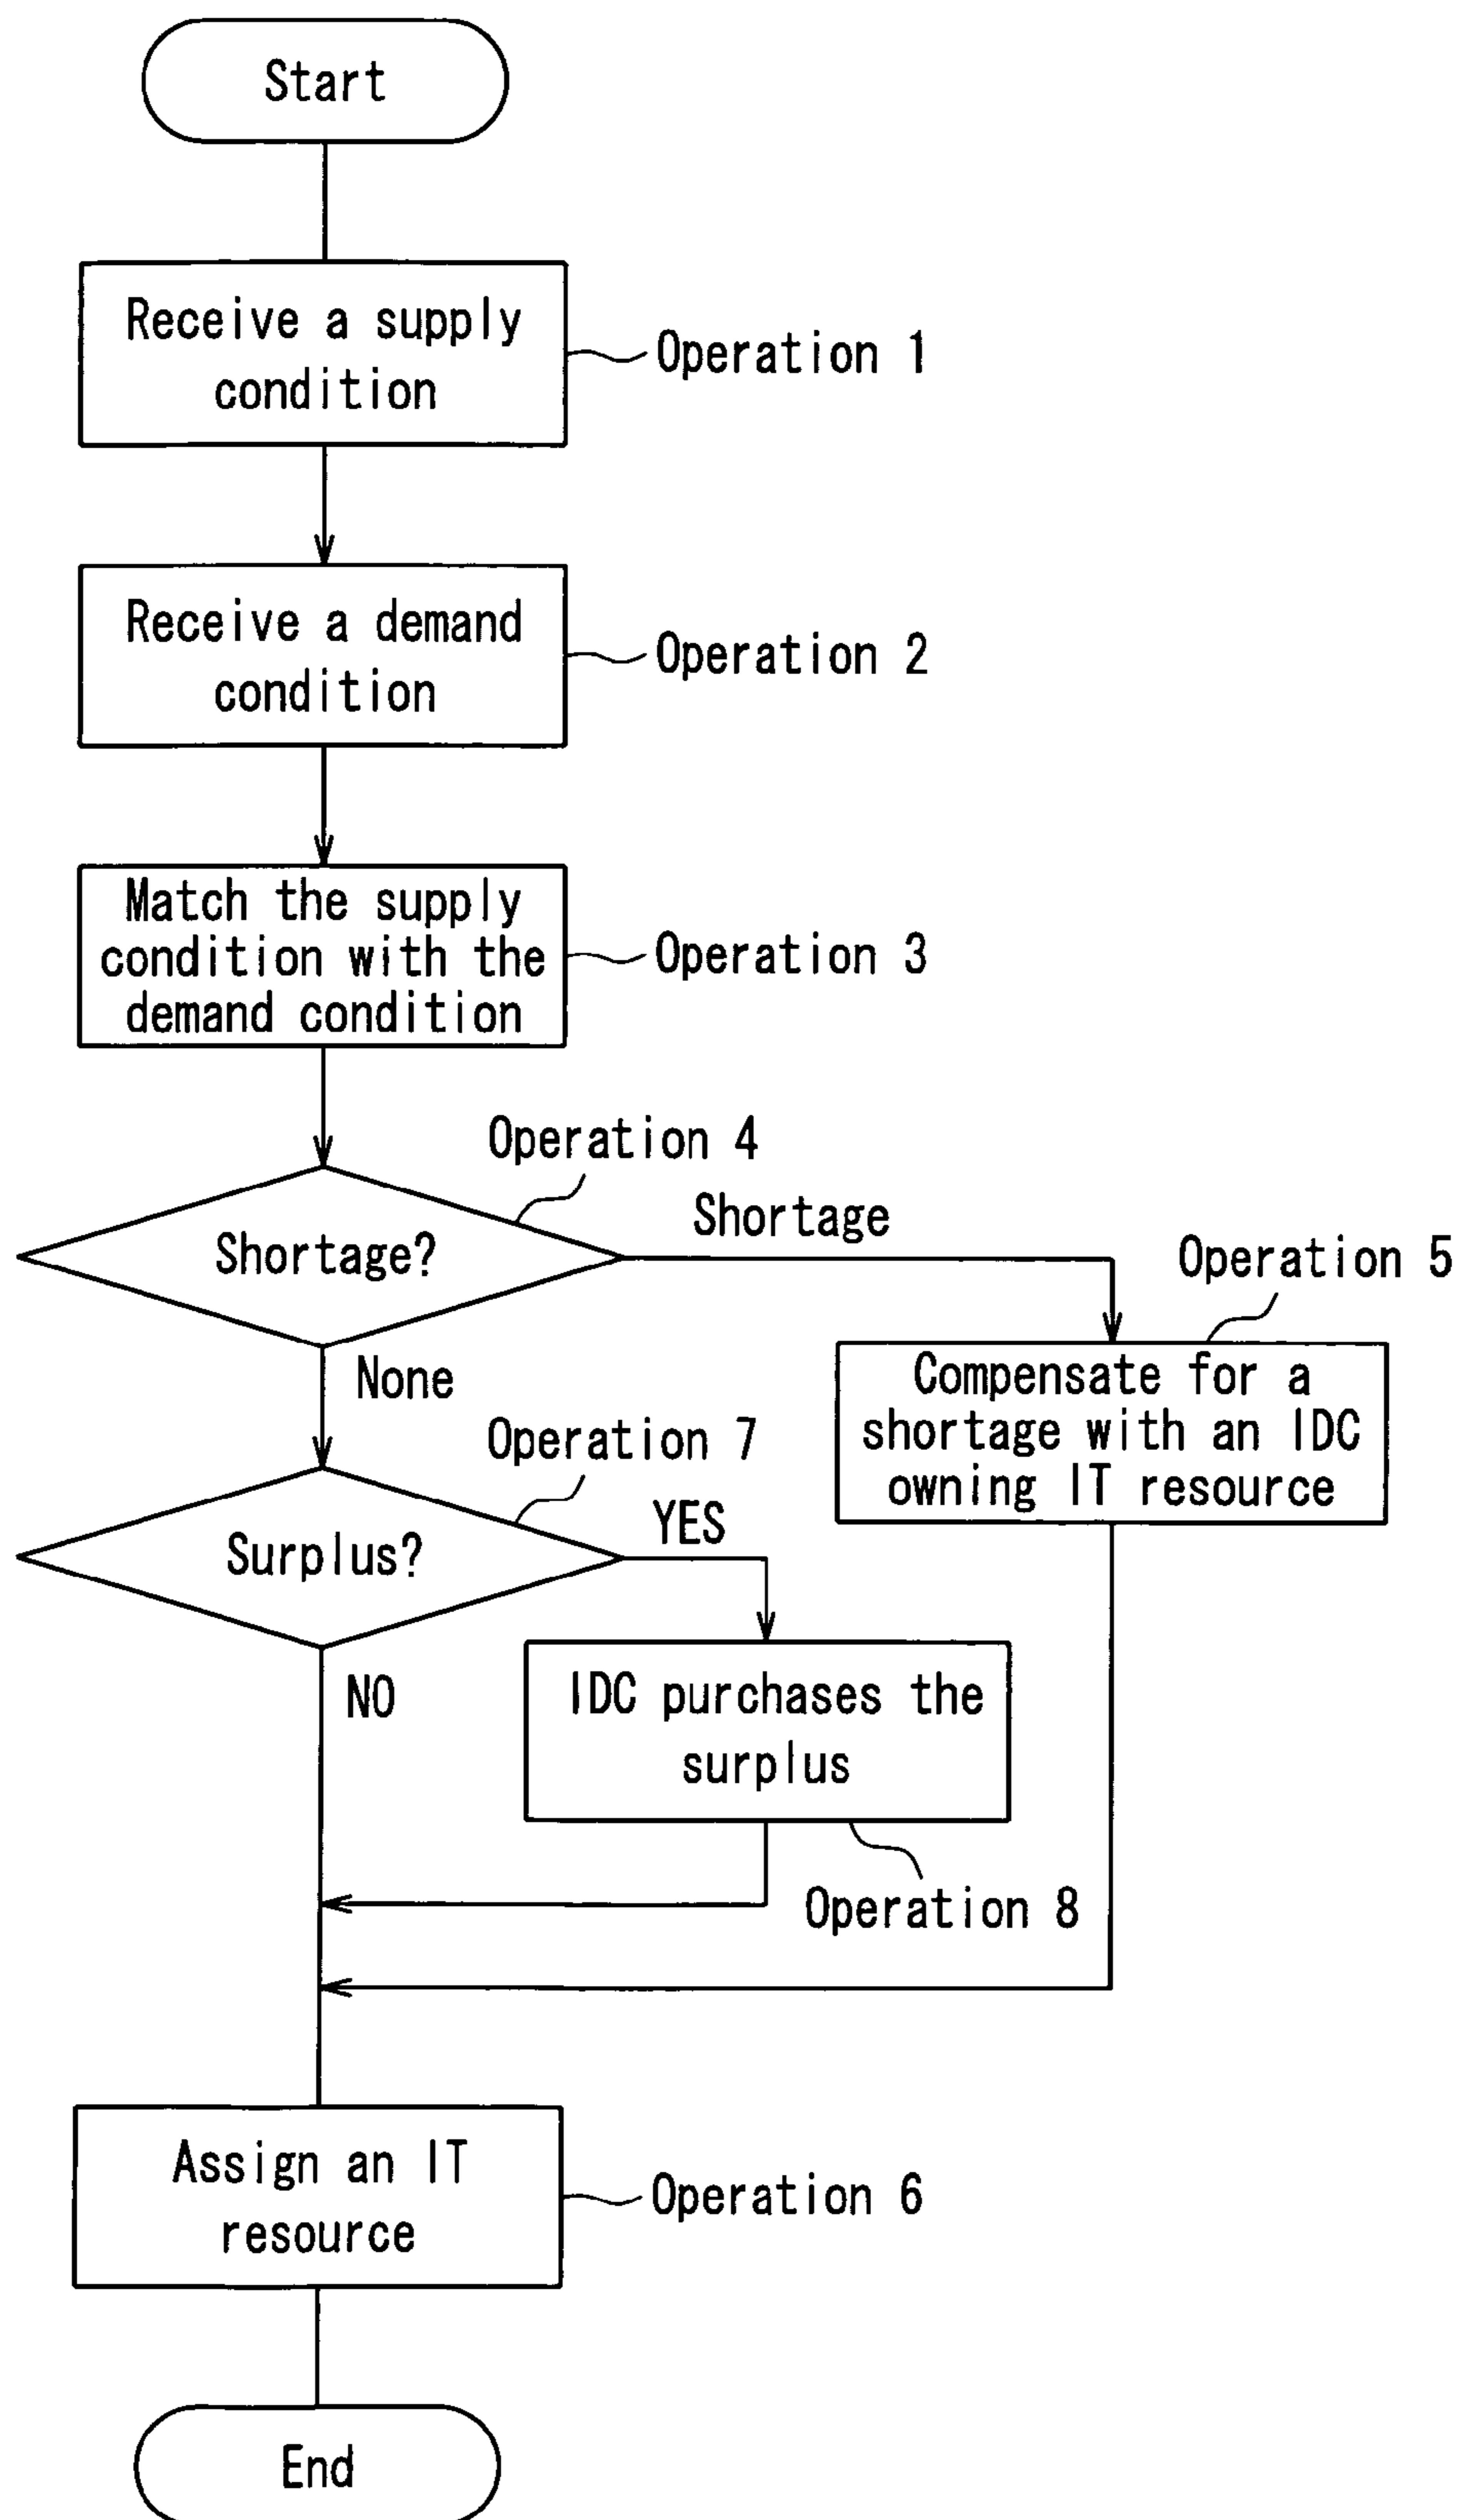 Start
Receive a supply
condition
Operation 1
Receive a demand
condition
Operation 2
Match the supply
condition with the
demand condition
Operation 3
Operation 4
Shortage?
Shortage
Operation 5
Compensate for a
shortage with an IDC
owning IT resource
None
Operation 7
Surplus?
YES
NO
IDC purchases the
surplus
Operation 8
Assign an IT
resource
Operation 6
End